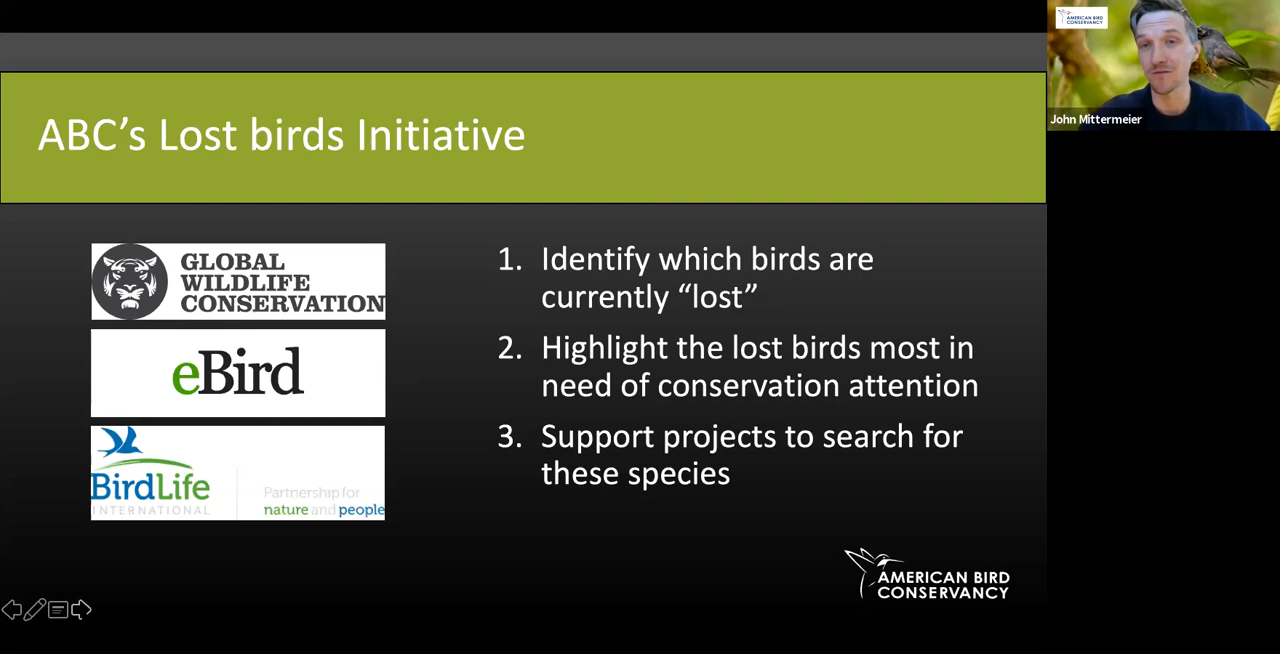 AMERICAN BIRD
CONSERVANCY
John Mittermeier
ABC's Lost birds Initiative
GLOBAL
WILDLIFE
CONSERVATION
eBird
BirdLife
INTERNATIONAL
Partnership for
nature and people
1. Identify which birds are
currently “lost”
2. Highlight the lost birds most in
need of conservation attention
3. Support projects to search for
these species
AMERICAN BIRD
CONSERVANCY